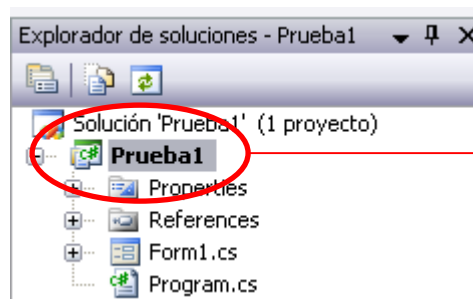 Explorador de soluciones - Prueba1
Solución 'Prueba1' (1 proyecto)
Prueba1
Properties
References
Form1.cs
Program.cs